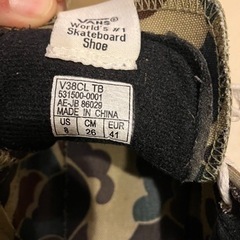 VANS
World's #1
Skateboard
Shoe
V38CL TB
531500-0001
AE-JB 86029
MADE IN CHINA
US CM EUR
8 26 41